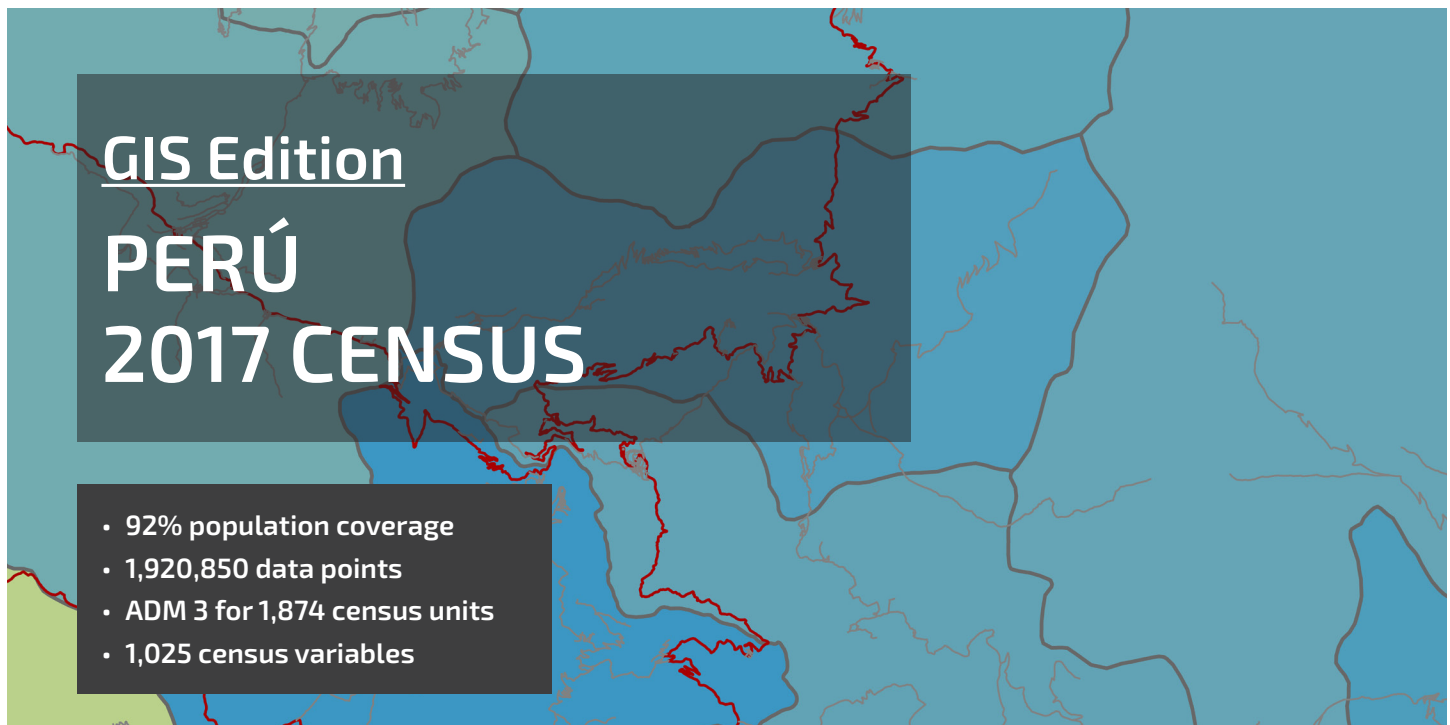 GIS Edition
PERÚ
2017 CENSUS
• 92% population coverage
• 1,920,850 data points
• ADM 3 for 1,874 census units
• 1,025 census variables